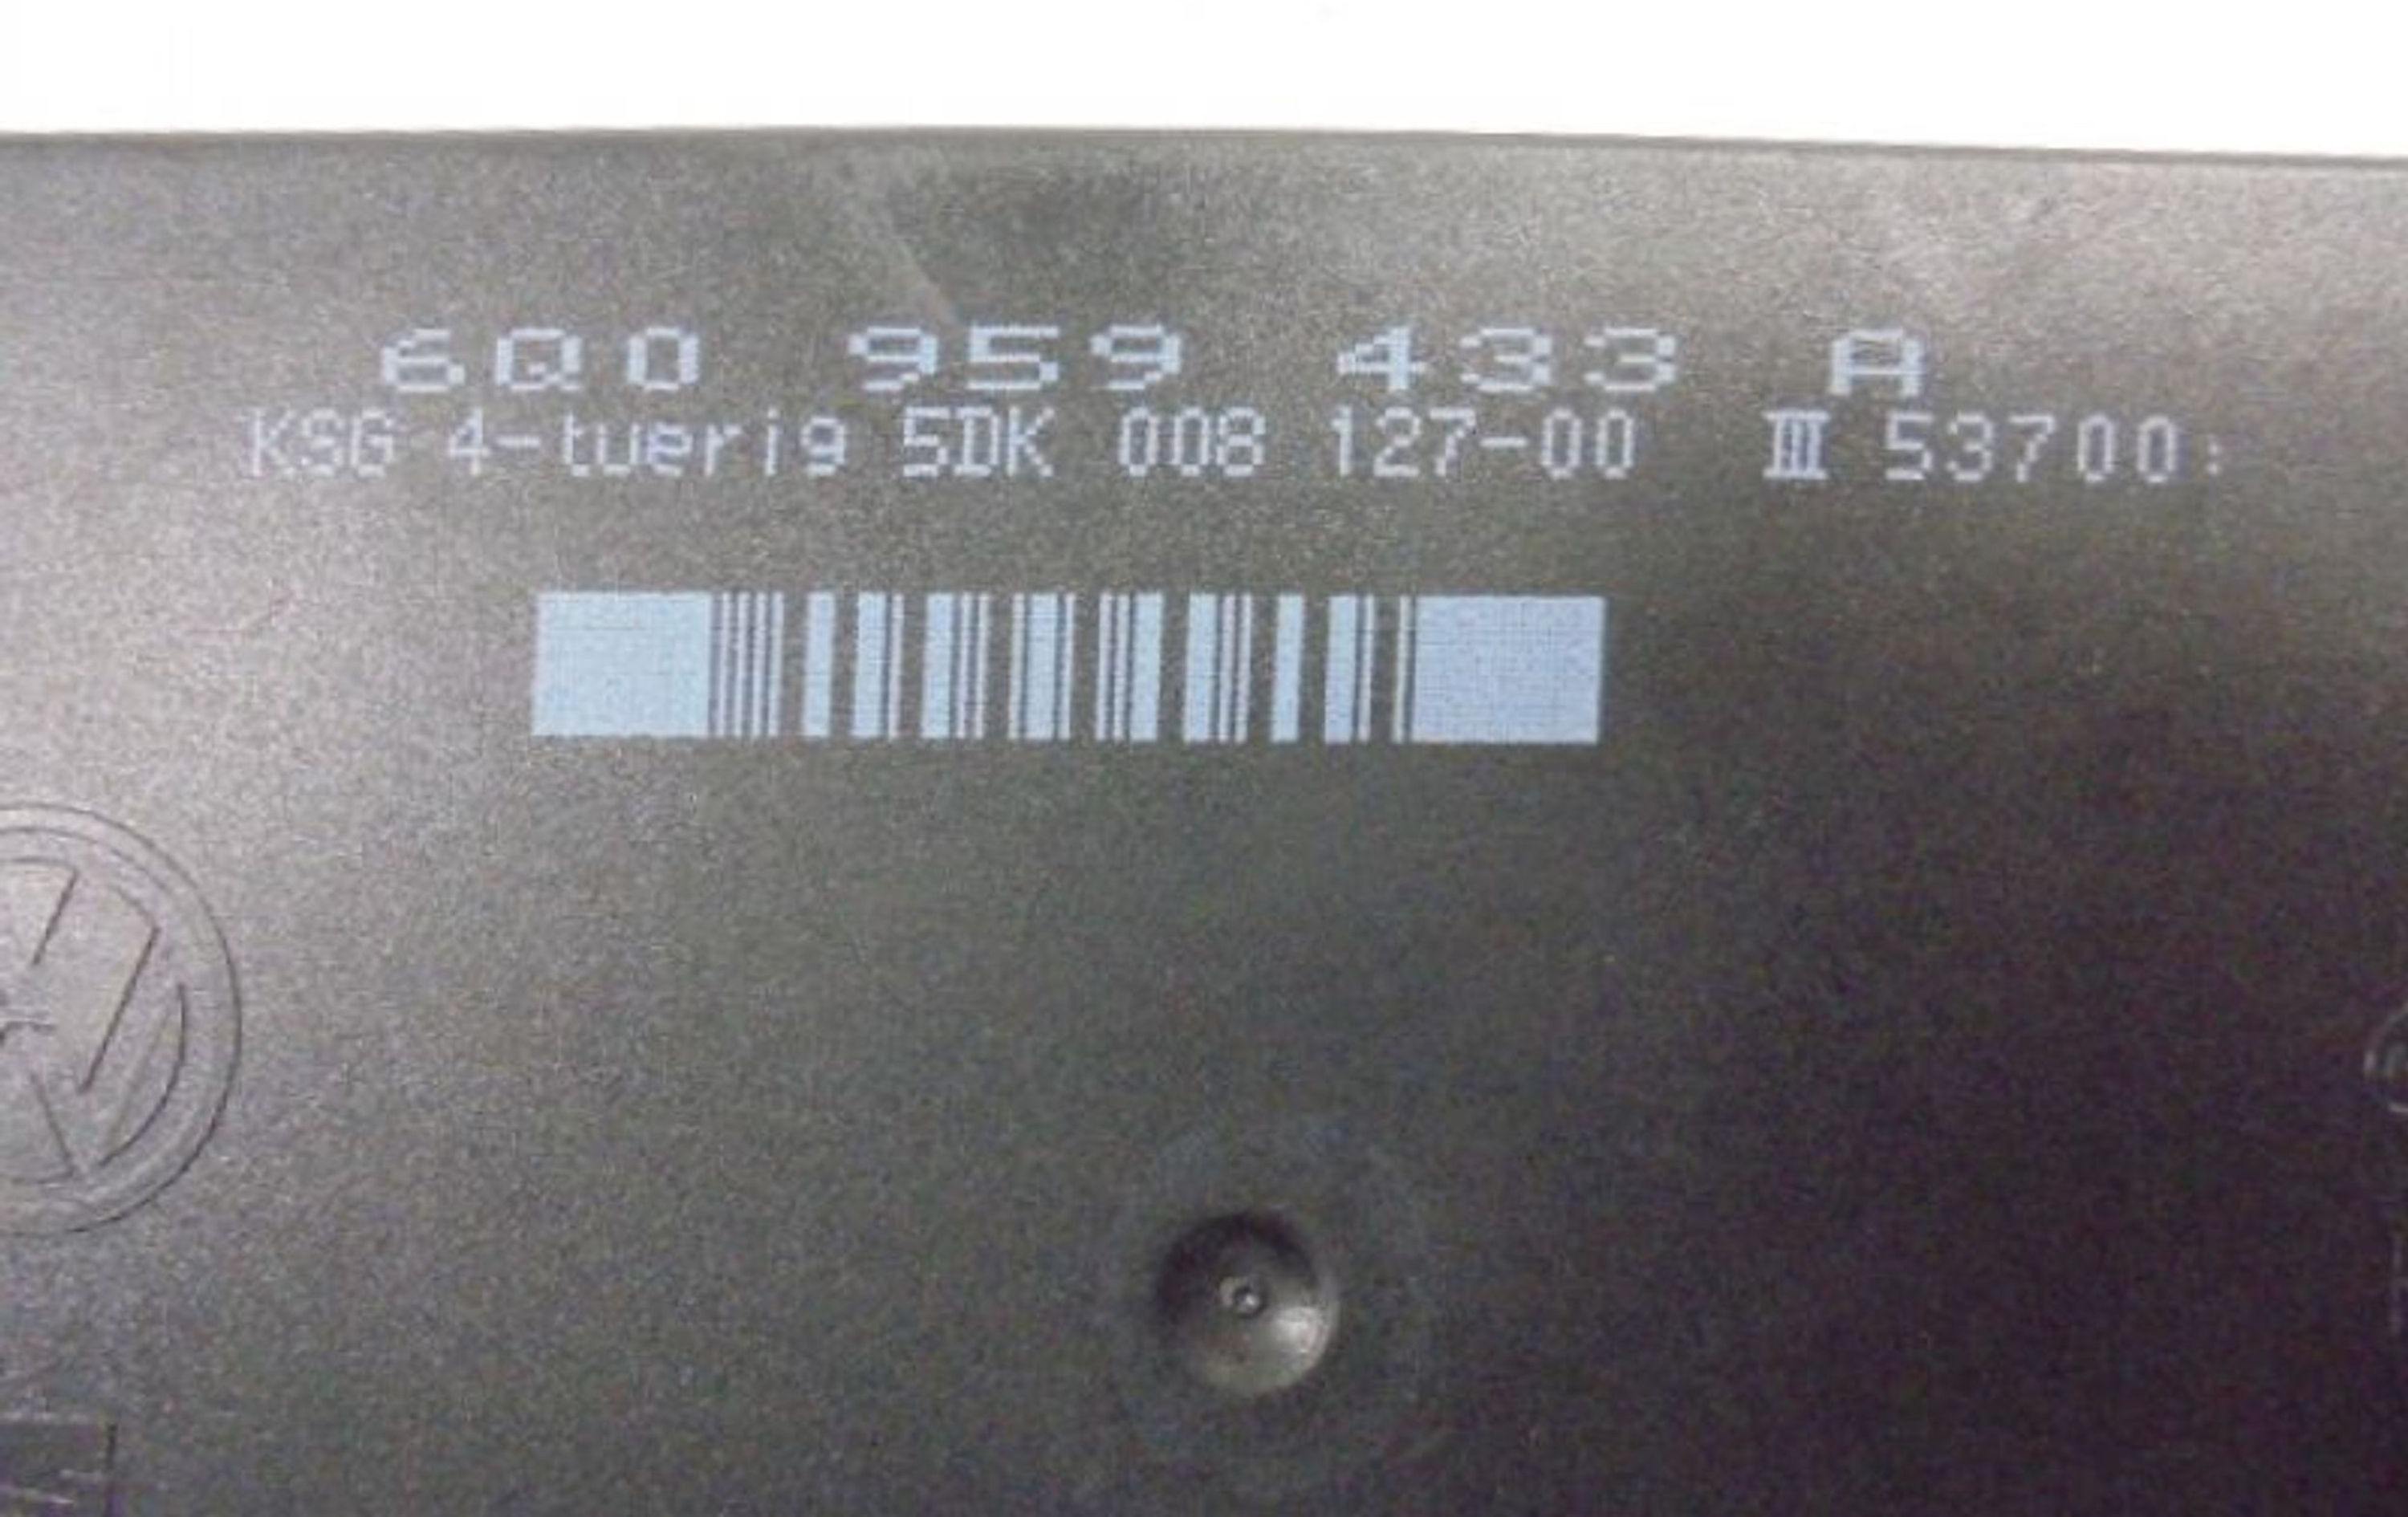 6Q0 959 433 A
KSG 4-tuerig 5DK 008 127-00 III 53700: